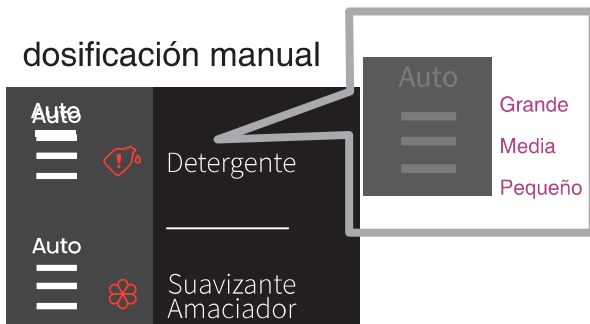 dosificación manual
Auto
Detergente
Auto
Suavizante
Amaciador
Auto
Grande
Media
Pequeño